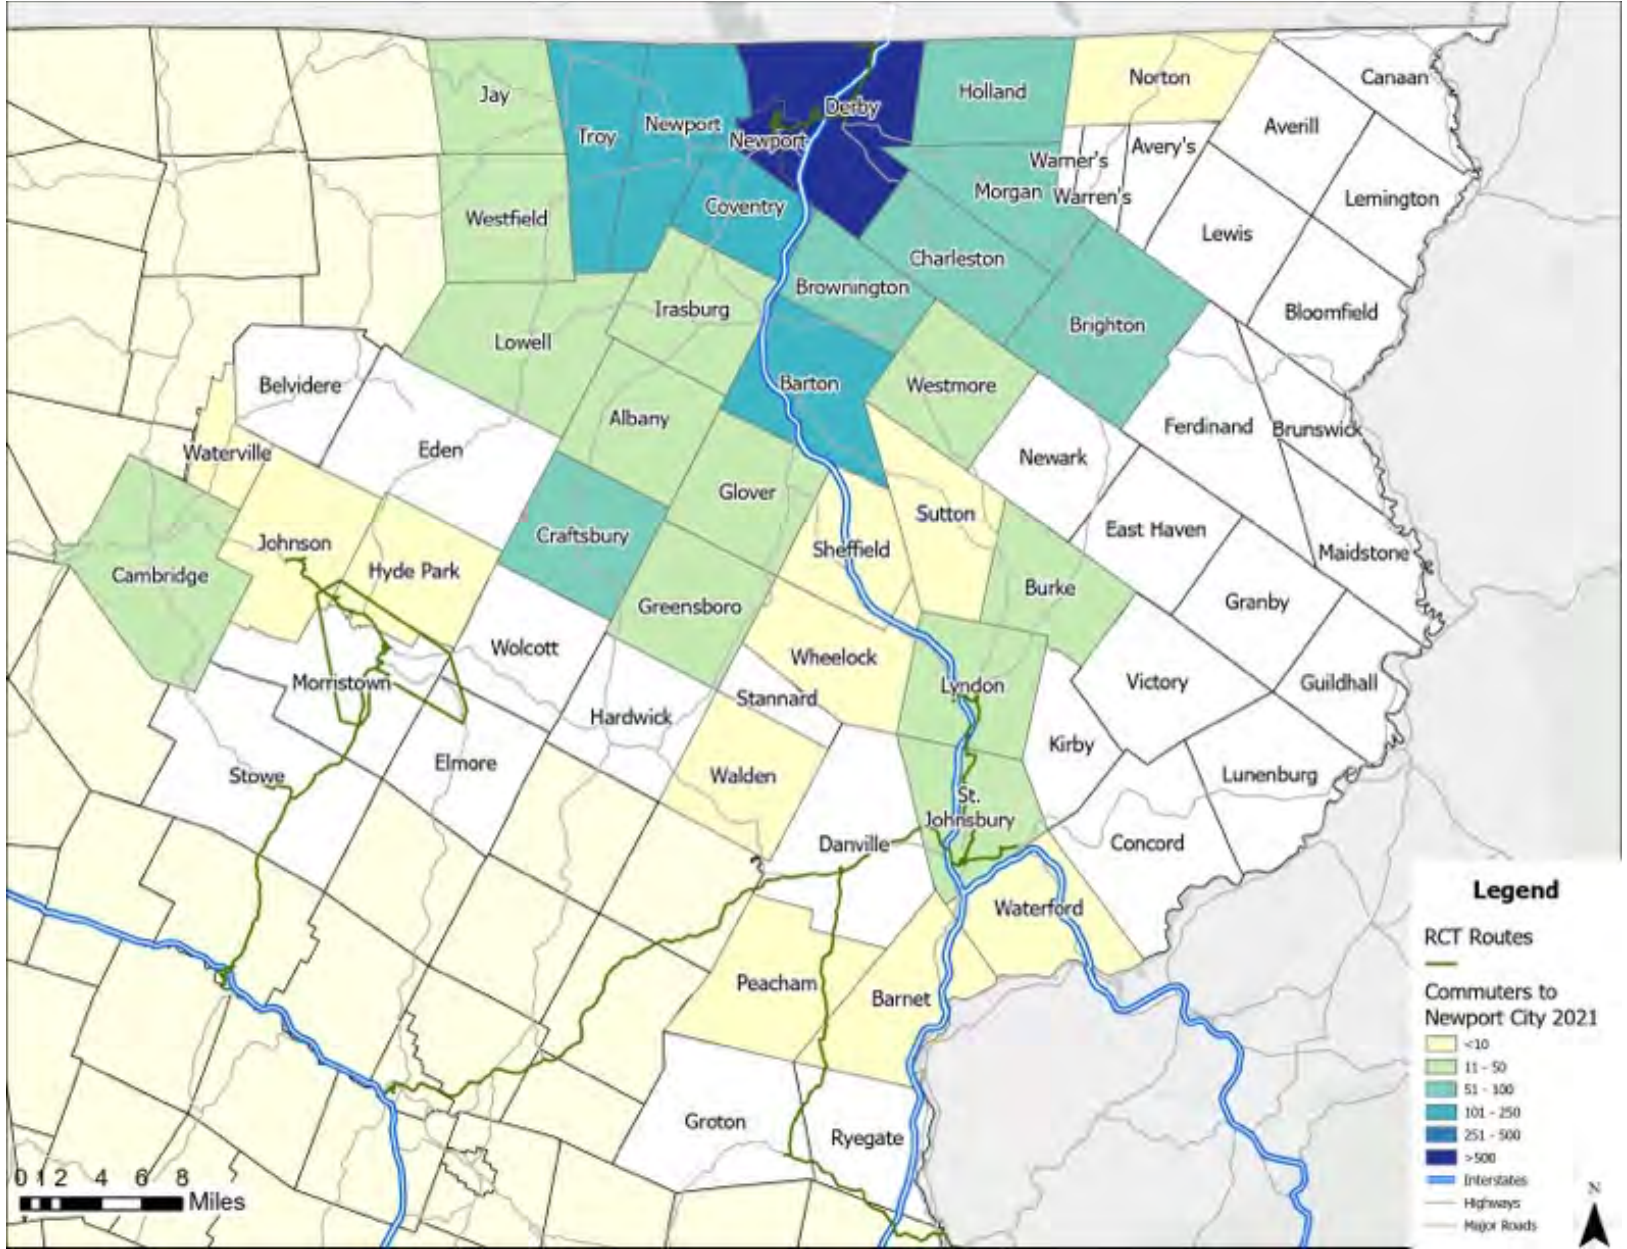 Canaan
Norton
Jay
Holland
Derby
Averill
Newport
Troy
Newport
Avery's
Warner's
Morgan
Warren's
Lemington
Coventry
Westfield
Lewis
Charleston
Brownington
Irasburg
Bloomfield
Brighton
Lowell
Belvidere
Barton
Westmore
Albany
Ferdinand
Brunswick
Waterville
Eden
Newark
Glover
Sutton
East Haven
Craftsbury
Sheffield
Maidstone
Johnson
Hyde Park
Cambridge
Burke
Granby
Greensboro
Wolcott
Wheelock
Morristown
Stannard
Lyndon
Victory
Guildhall
Hardwick
Kirby
Stowe
Elmore
Walden
Lunenburg
St.
Johnsbury
Danville
Concord
Waterford
Peacham
Barnet
Groton
Ryegate
Legend
RCT Routes
Commuters to
Newport City 2021
<10
11 - 50
51 - 100
101 - 250
251 - 500
>500
Interstates
Highways
Major Roads
0 1 2 4 6 8
Miles
N